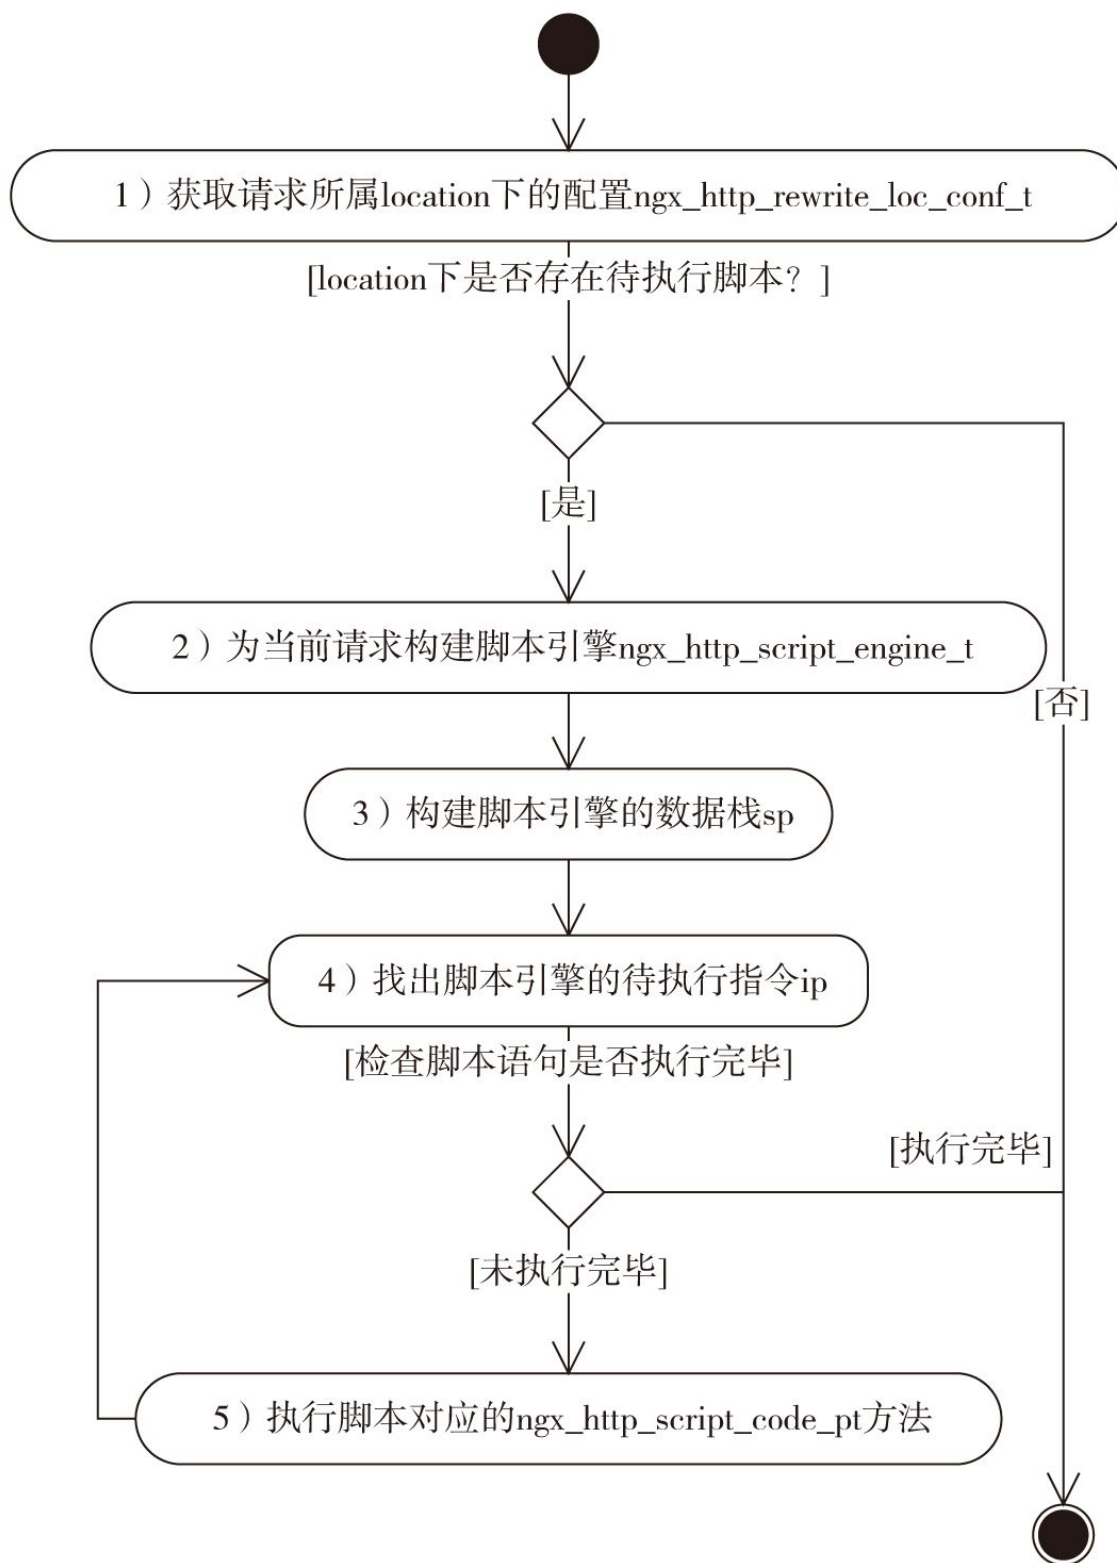 1）获取请求所属location下的配置ngx_http_rewrite_loc_conf_t
[location下是否存在待执行脚本？]
[是]
2）为当前请求构建脚本引擎ngx_http_script_engine_t
[否]
3）构建脚本引擎的数据栈sp
4）找出脚本引擎的待执行指令ip
[检查脚本语句是否执行完毕]
[执行完毕]
[未执行完毕]
5）执行脚本对应的ngx_http_script_code_pt方法